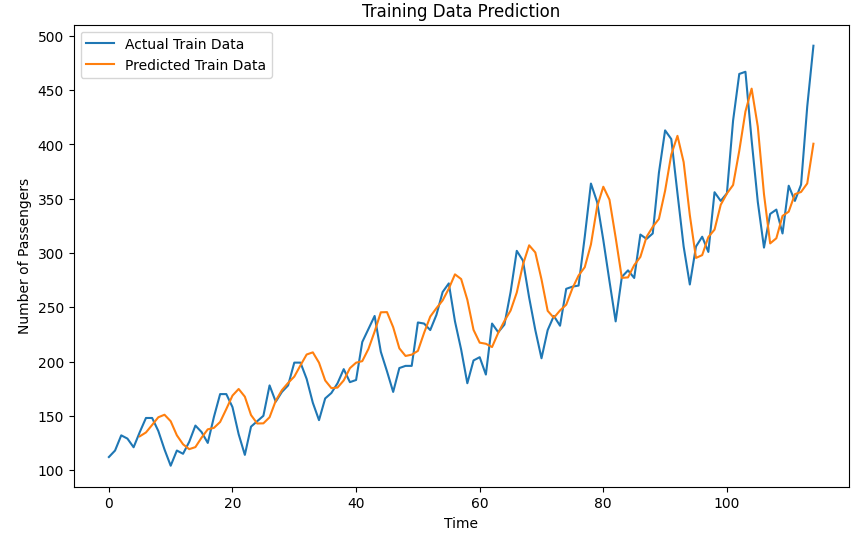 Training Data Prediction
Actual Train Data
Predicted Train Data
Number of Passengers
500
450
400
350
300
250
200
150
100
0 20 40 60 80 100
Time